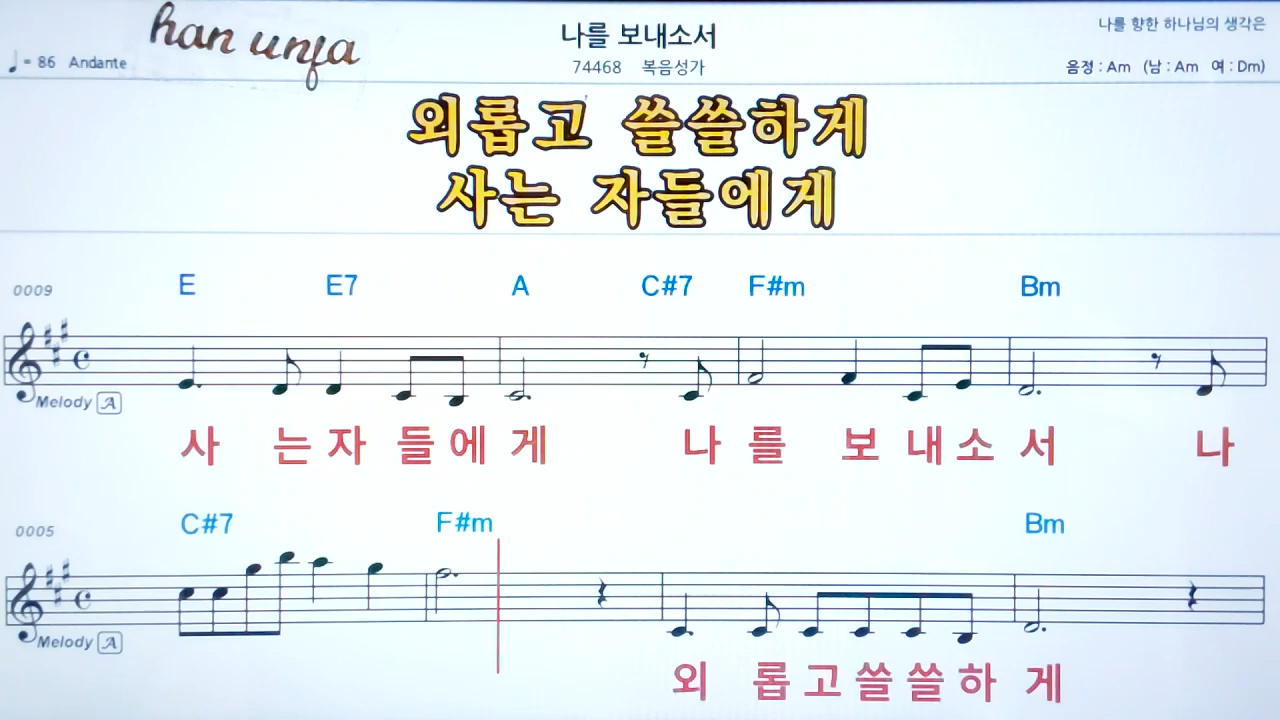 han unja
나를 보내소서
나를 향한 하나님의 생각은
♩= 86 Andante
74468 복음성가
음정 : Am (남 : Am 여 : Dm)
외롭고 쓸쓸하게
사는 자들에게
0009
E E7 A C#7 F#m Bm
Melody A
사 는 자 들 에 게 나 를 보 내 소 서 나
0005
C#7 F#m Bm
Melody A
외 롭 고 쓸 쓸 하 게